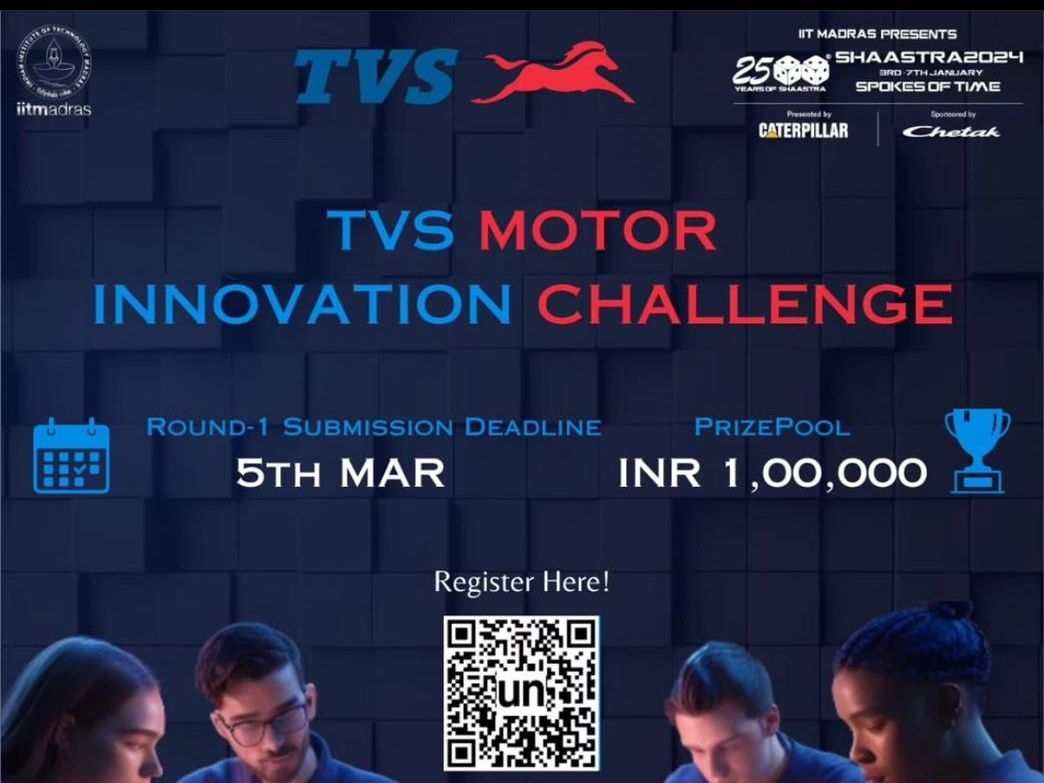 iitmadras
TVS
IIT MADRAS PRESENTS
25
YEARS OF SHAASTRA
SHAASTRA2024
3RD-7TH JANUARY
SPOKES OF TIME
Presented by
CATERPILLAR
Sponsored by
Chetak
TVS MOTOR
INNOVATION CHALLENGE
ROUND-1 SUBMISSION DEADLINE
5TH MAR
PRIZEPOOL
INR 1,00,000
Register Here!
un